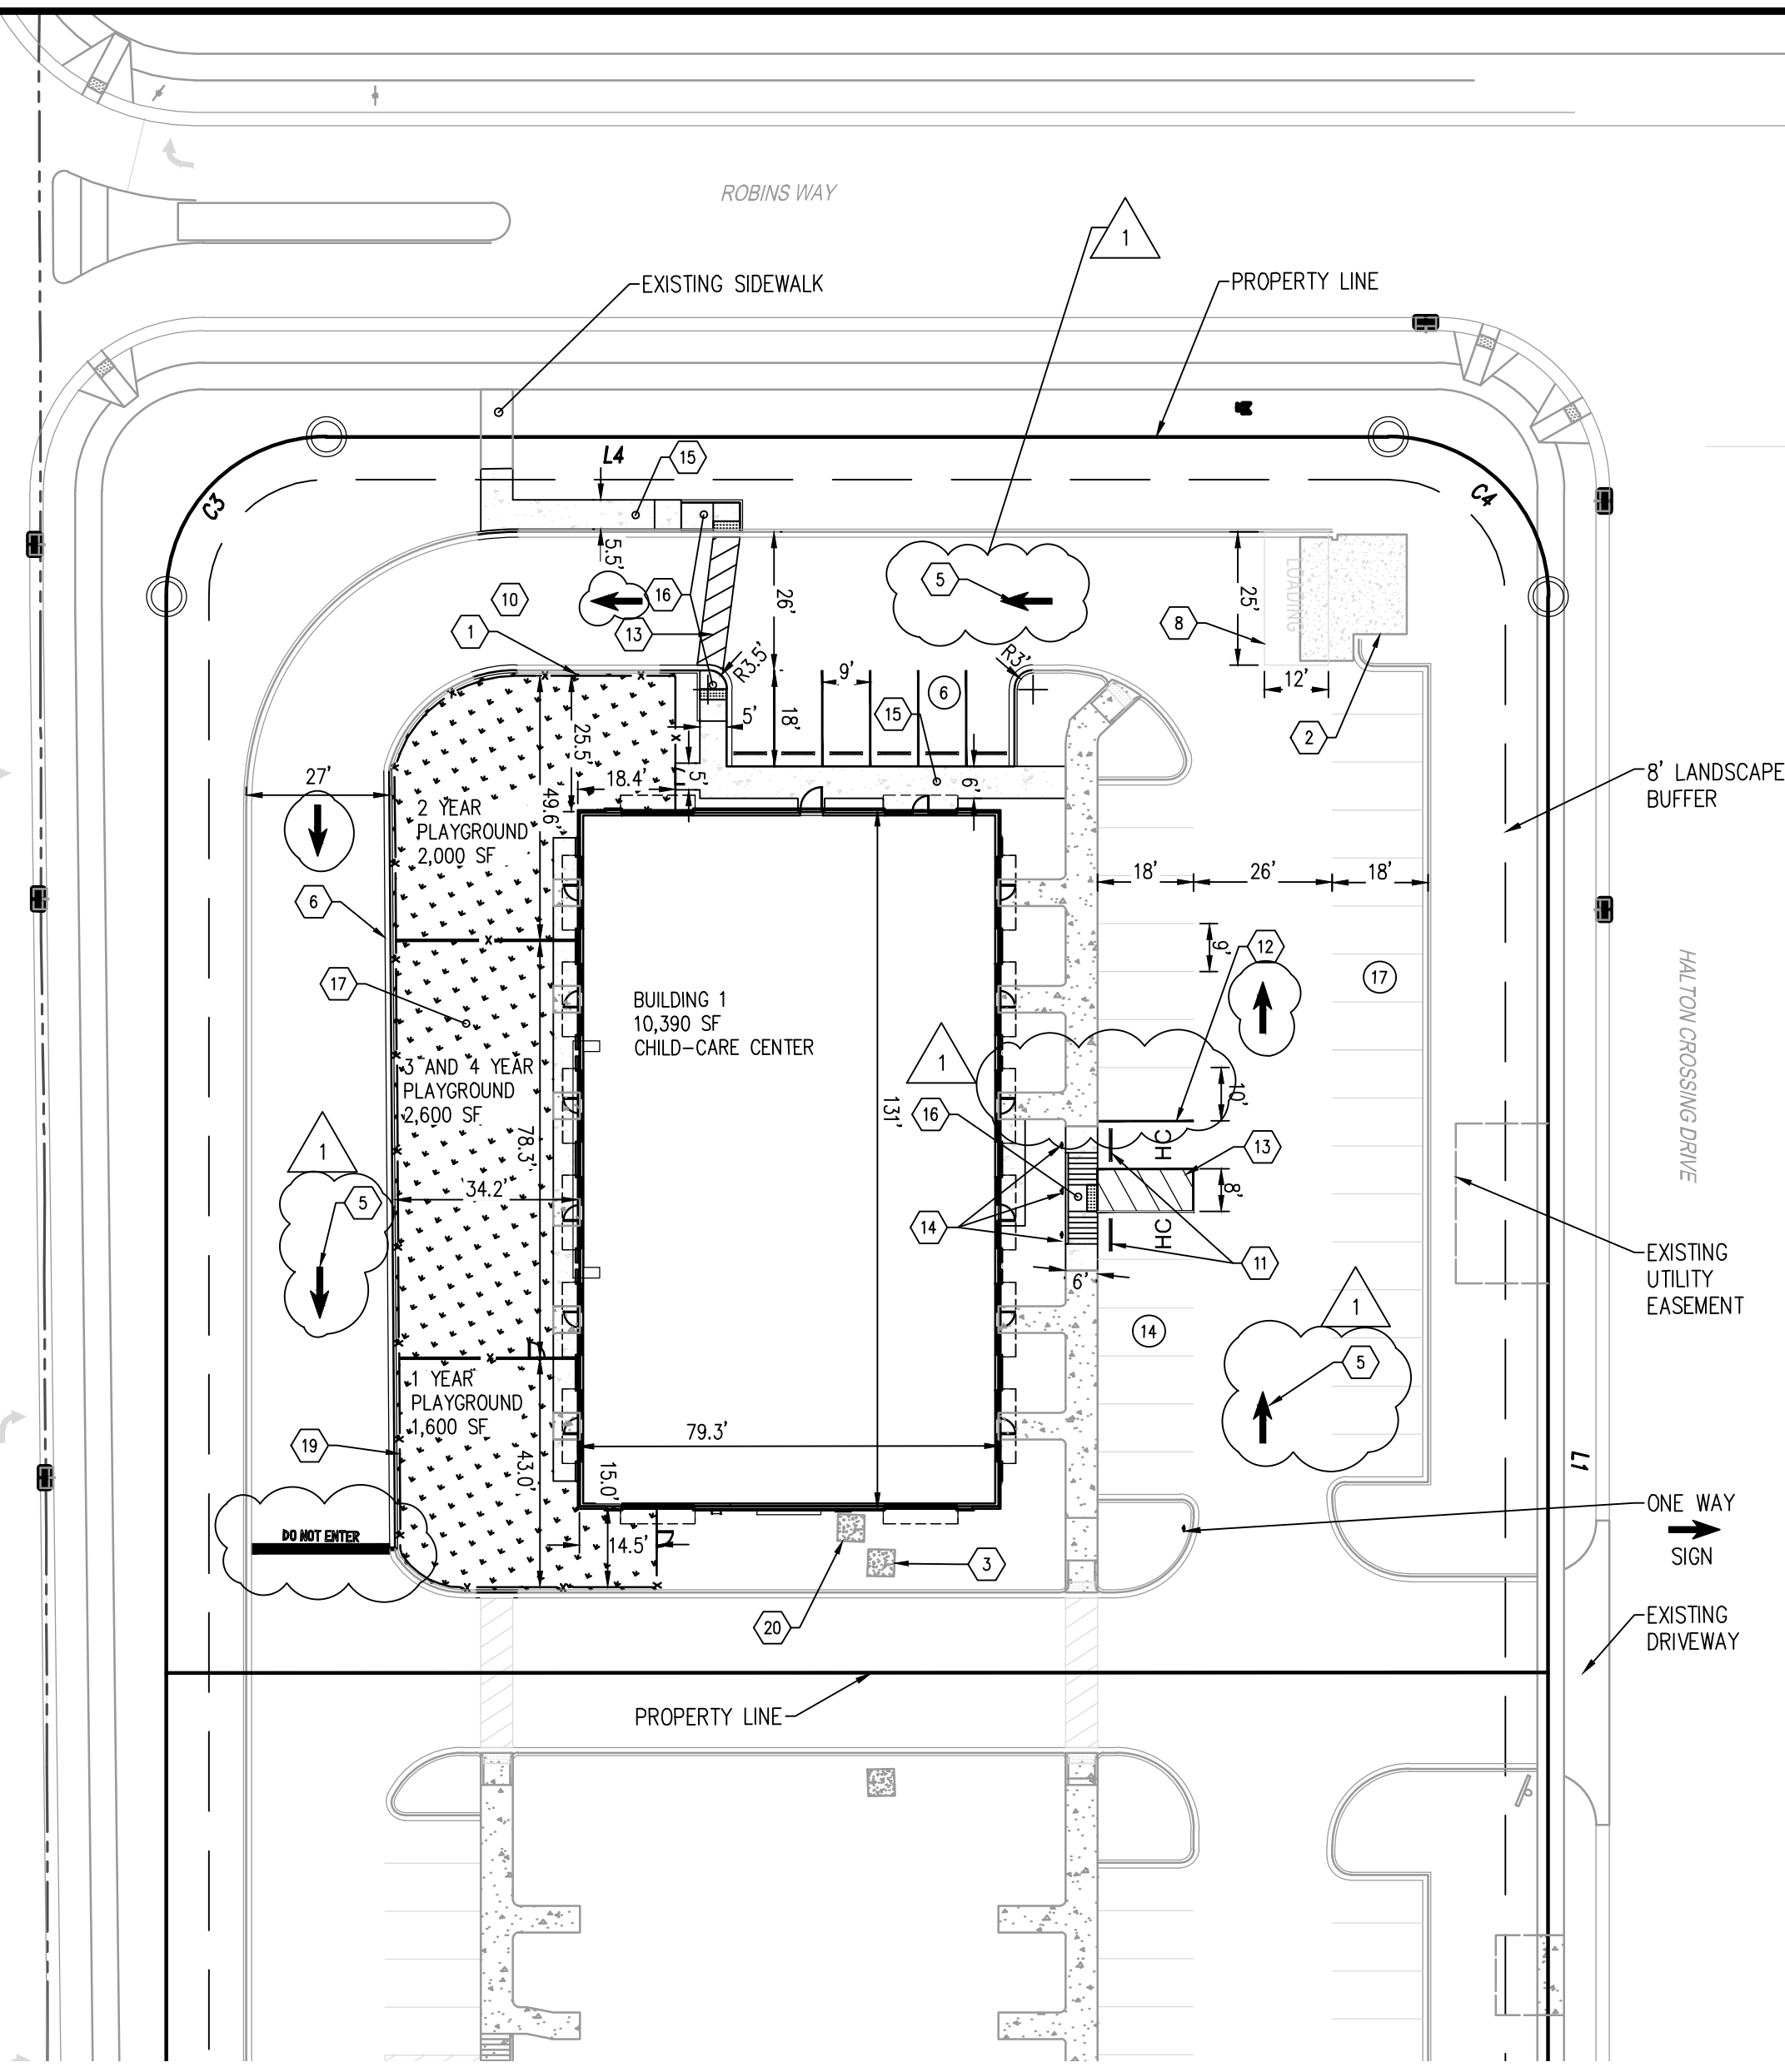 ROBINS WAY
1
EXISTING SIDEWALK
PROPERTY LINE
L4
15
C3
C4
5.5'
26'
5
LOADING
25'
8
10
16
1
13
R3.5'
R3'
12'
9'
6
2
18'
5'
15
25.5'
18.4'
5'
6'
27'
49.6'
8' LANDSCAPE
BUFFER
2 YEAR
PLAYGROUND
2,000 SF
18'
26'
18'
6
9'
12
17
17
HALTON CROSSING DRIVE
BUILDING 1
10,390 SF
CHILD-CARE CENTER
1
3 AND 4 YEAR
PLAYGROUND
2,600 SF
131'
10'
16
HC
13
78.3'
1
34.2'
8'
5
14
HC
11
EXISTING
UTILITY
EASEMENT
6'
1
14
5
1 YEAR
PLAYGROUND
1,600 SF
79.3'
19
43.0'
15.0'
L1
ONE WAY
SIGN
DO NOT ENTER
14.5'
3
20
EXISTING
DRIVEWAY
PROPERTY LINE